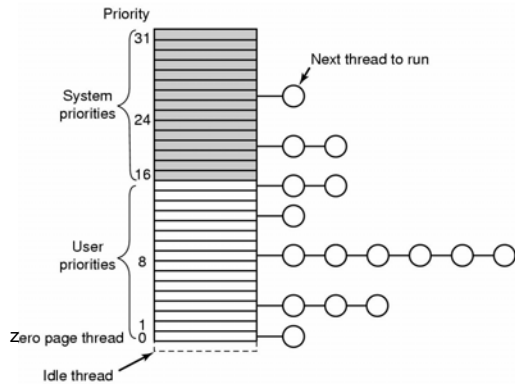 Priority
31
Next thread to run
System
priorities
24
16
User
priorities
8
1
Zero page thread
0
Idle thread